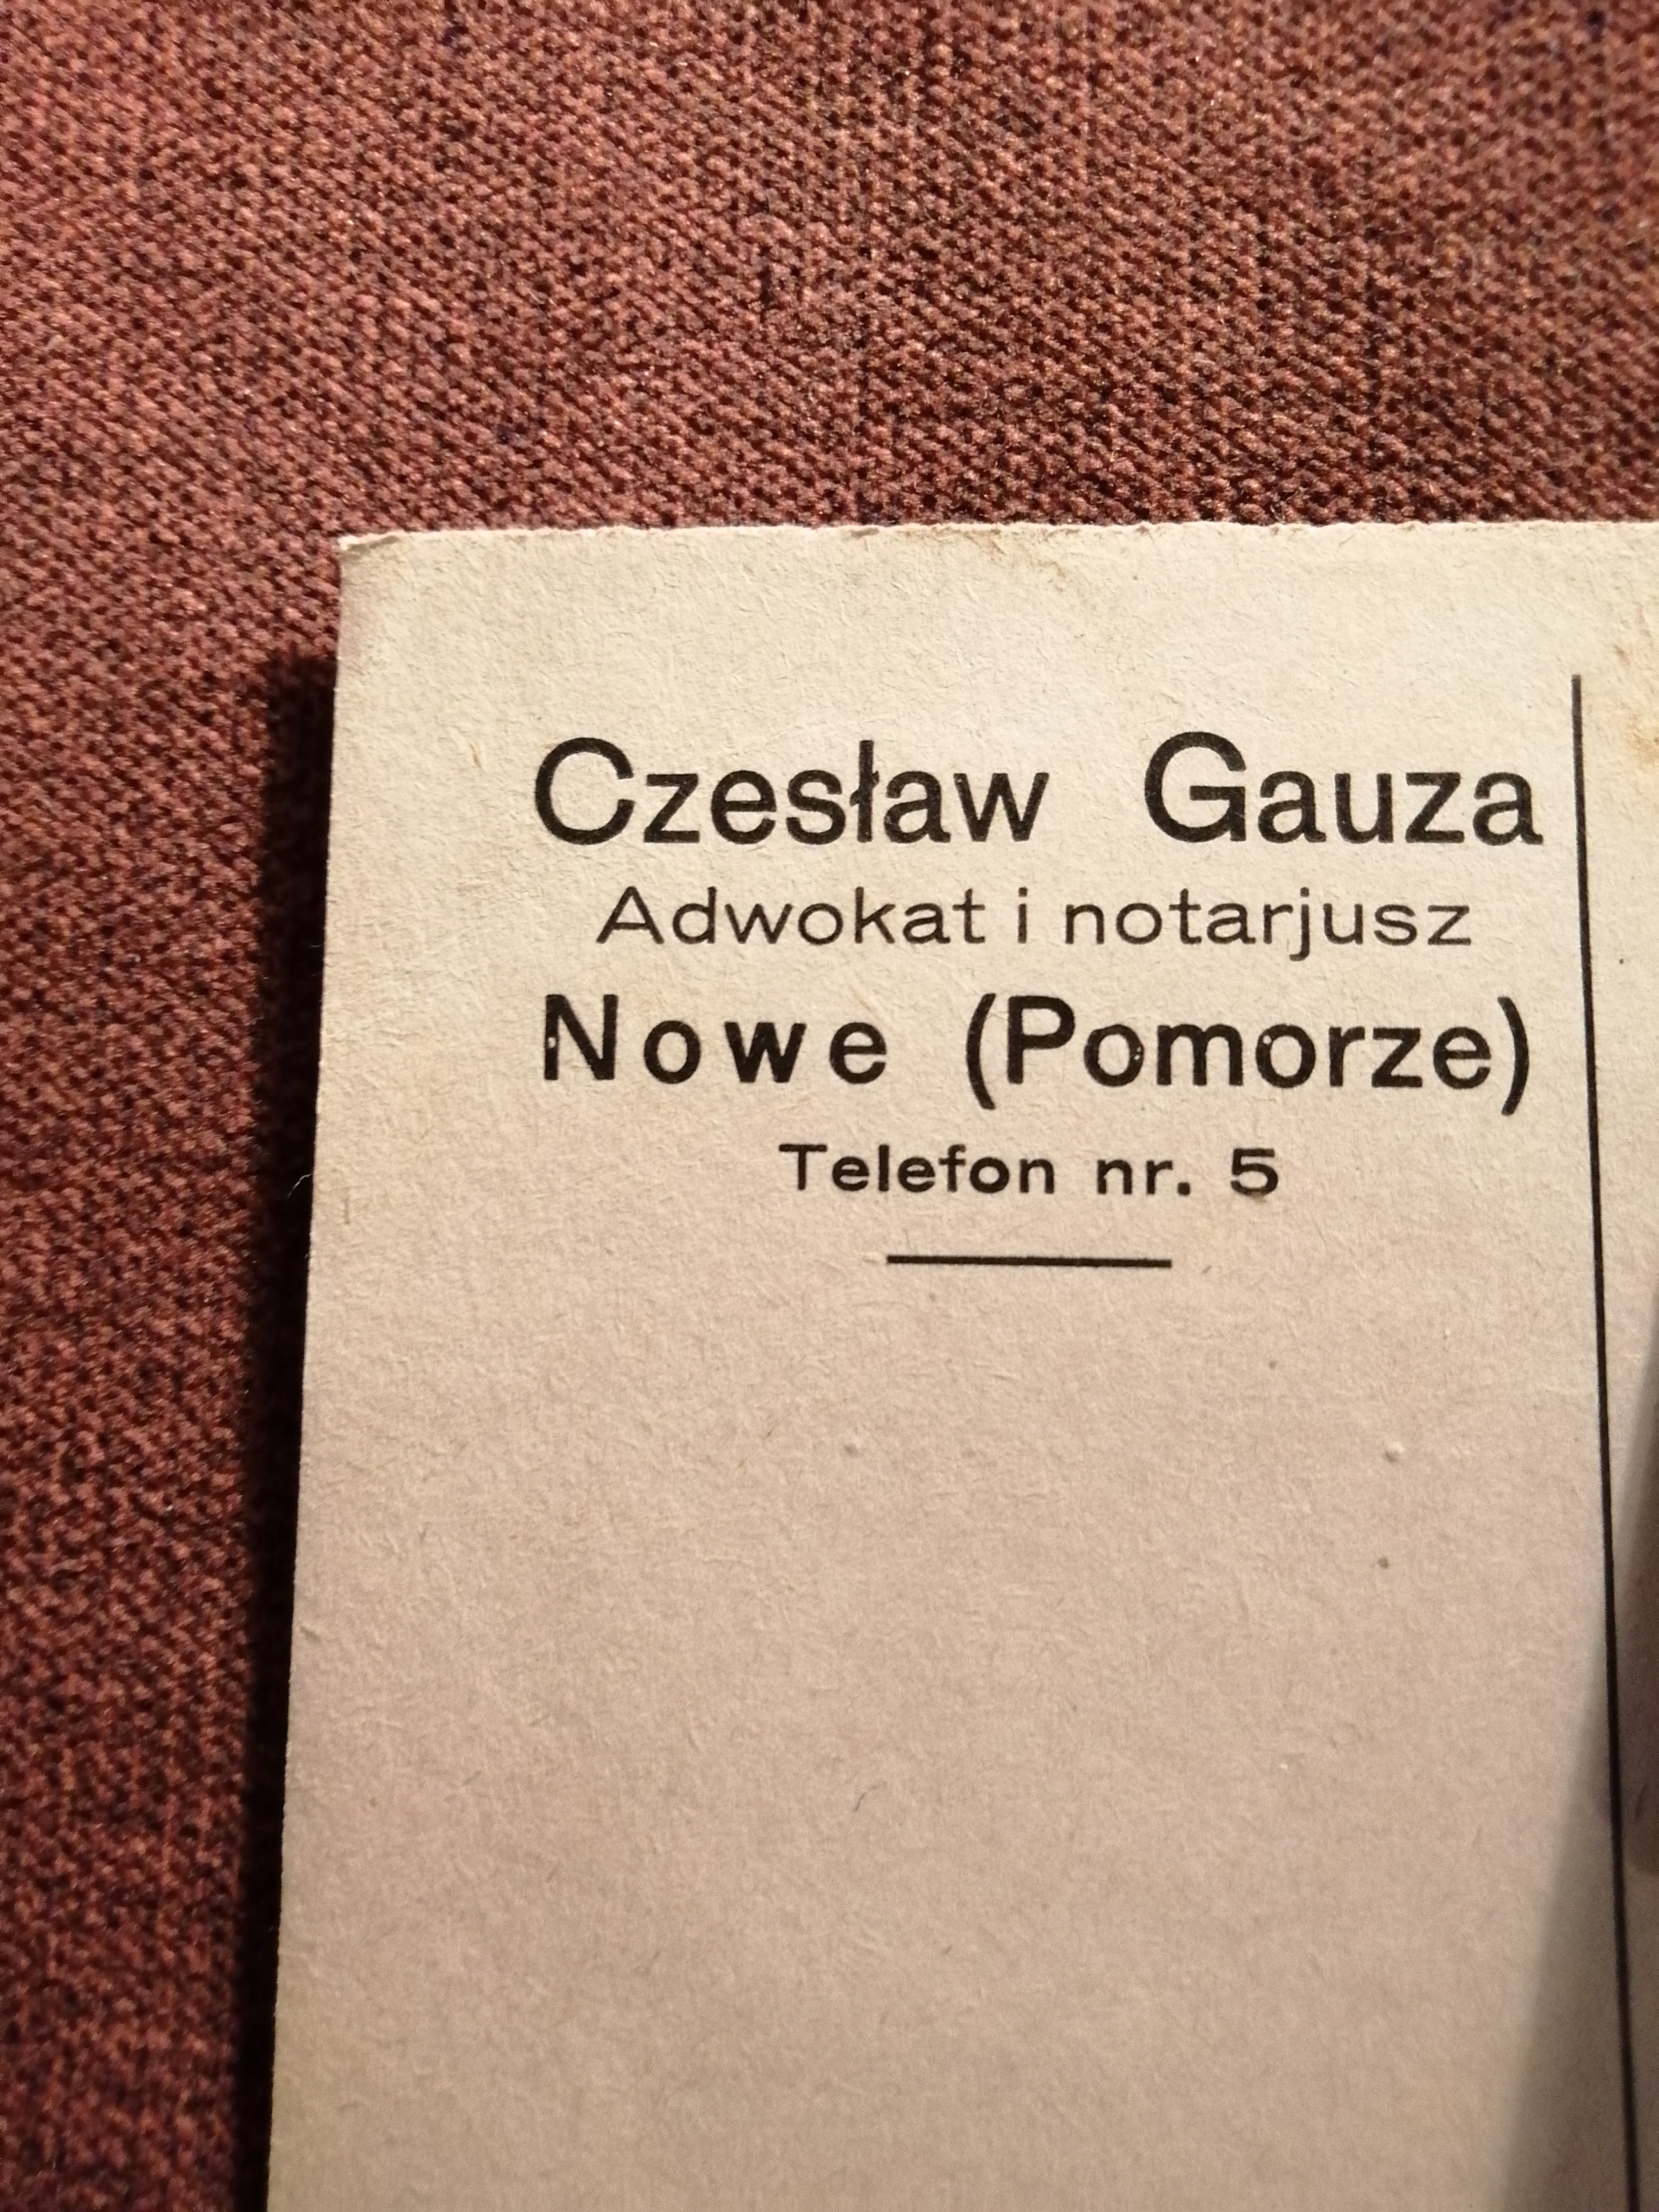 Czesław Gauza
Adwokat i notarjusz
Nowe (Pomorze)
Telefon nr. 5